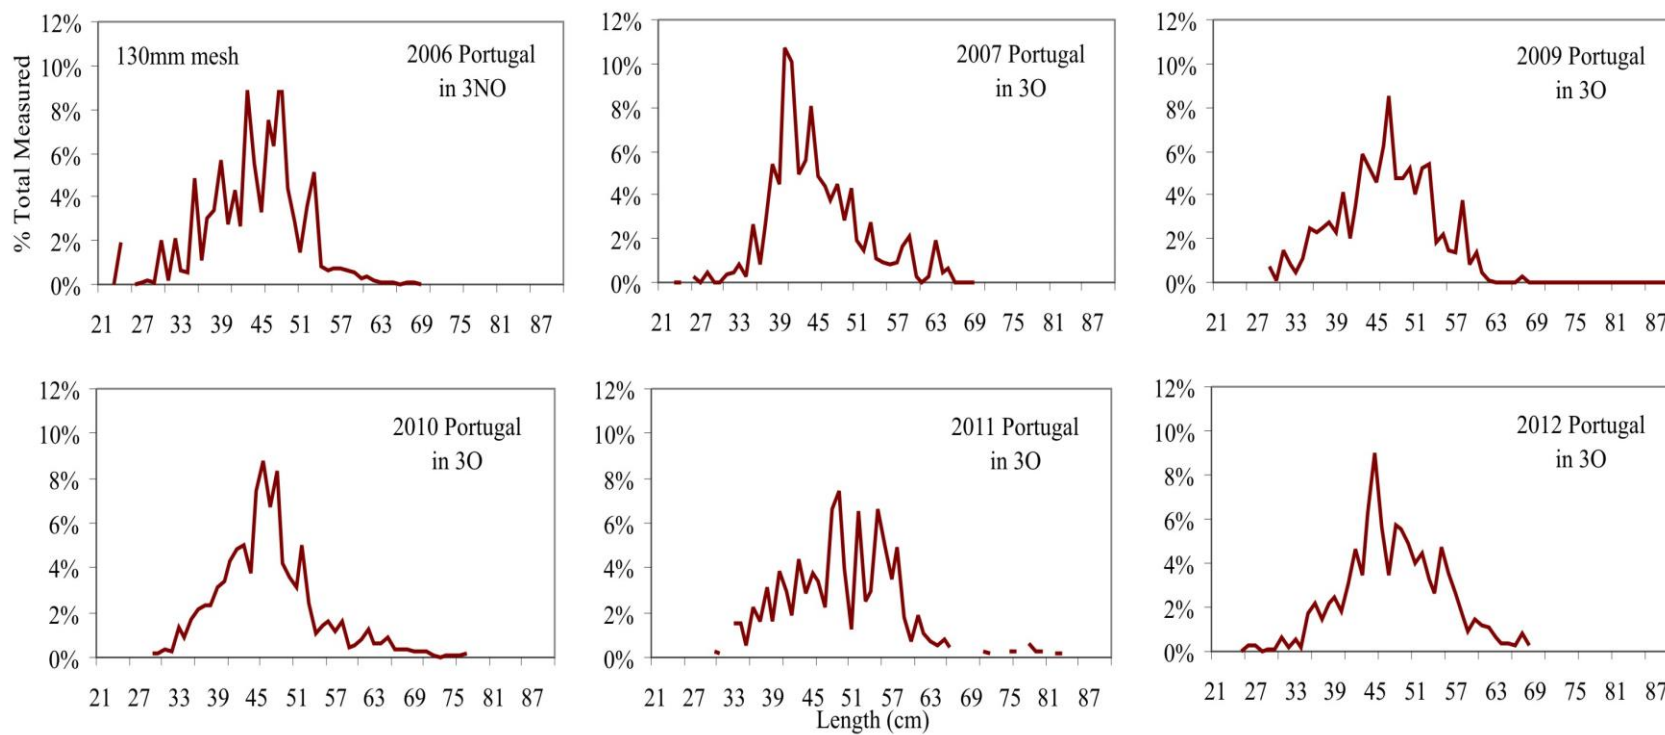 12%
10%
8%
6%
4%
2%
0%
% Total Measured
130mm mesh
2006 Portugal
in 3NO
21 27 33 39 45 51 57 63 69 75 81 87
12%
10%
8%
6%
4%
2%
0%
2007 Portugal
in 3O
21 27 33 39 45 51 57 63 69 75 81 87
12%
10%
8%
6%
4%
2%
0%
2009 Portugal
in 3O
21 27 33 39 45 51 57 63 69 75 81 87
12%
10%
8%
6%
4%
2%
0%
2010 Portugal
in 3O
21 27 33 39 45 51 57 63 69 75 81 87
12%
10%
8%
6%
4%
2%
0%
2011 Portugal
in 3O
21 27 33 39 45 51 57 63 69 75 81 87
Length (cm)
12%
10%
8%
6%
4%
2%
0%
2012 Portugal
in 3O
21 27 33 39 45 51 57 63 69 75 81 87